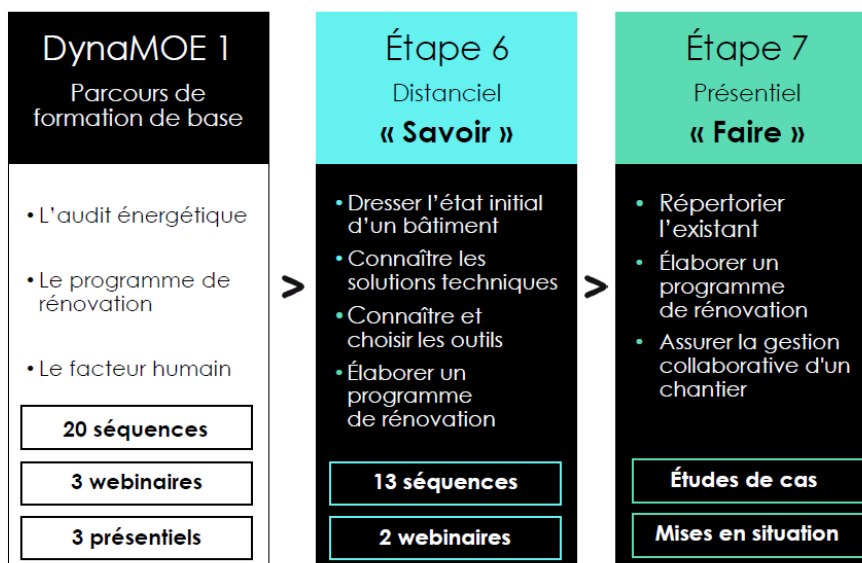 DynaMOE 1
Parcours de
formation de base
• L'audit énergétique
• Le programme de
rénovation
• Le facteur humain
20 séquences
3 webinaires
3 présentiels
>
Étape 6
Distanciel
« Savoir »
• Dresser l'état initial
d'un bâtiment
• Connaître les
solutions techniques
• Connaître et
choisir les outils
• Élaborer un
programme
de rénovation
13 séquences
2 webinaires
>
Étape 7
Présentiel
« Faire »
• Répertorier
l'existant
• Élaborer un
programme
de rénovation
• Assurer la gestion
collaborative d'un
chantier
Études de cas
Mises en situation